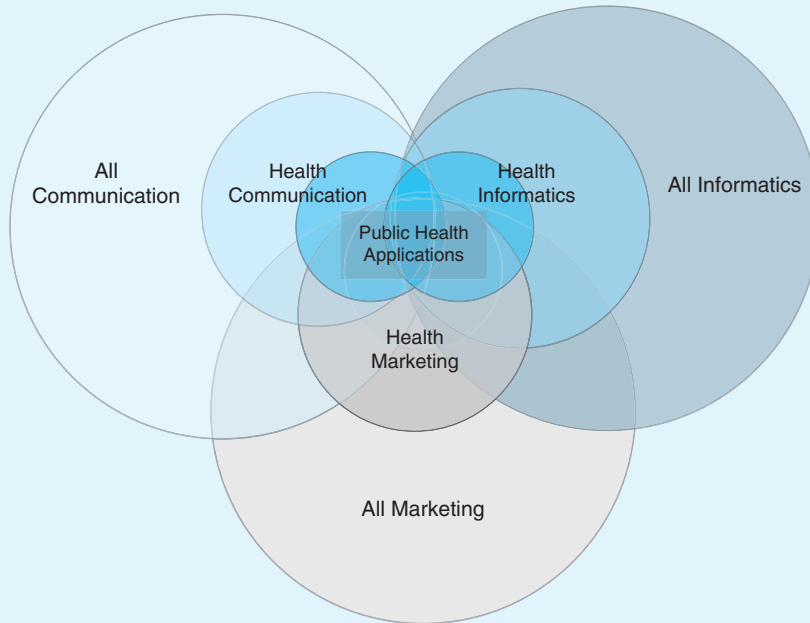 All
Communication
Health
Communication
Health
Informatics
All Informatics
Public Health
Applications
Health
Marketing
All Marketing